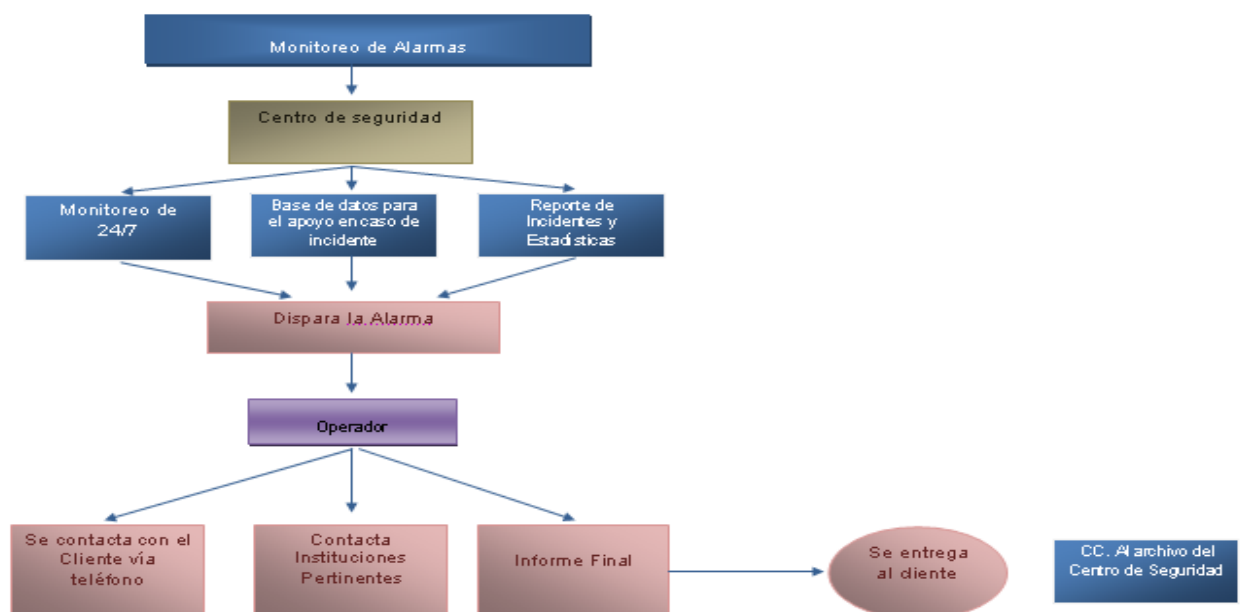 Monitoreo de Alarmas
Centro de seguridad
Monitoreo de
24/7
Base de datos para
el apoyo en caso de
incidente
Reporte de
Incidentes y
Estadísticas
Dispara la Alarma
Operador
Se contacta con el
Cliente vía
teléfono
Contacta
Instituciones
Pertinentes
Informe Final
Se entrega
al cliente
CC. Al archivo del
Centro de Seguridad